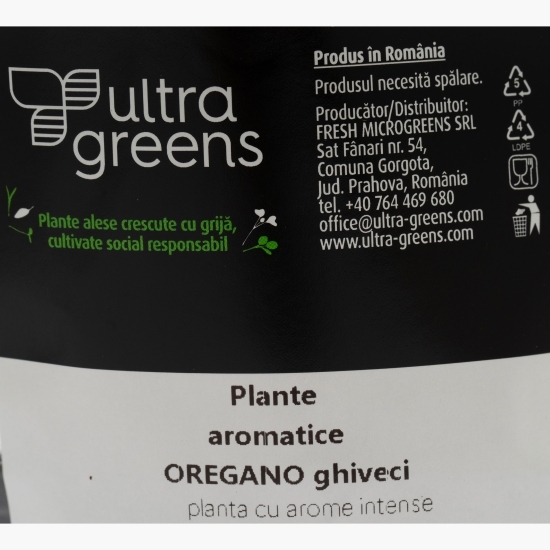 ultra
greens
Plante alese crescute cu grijă,
cultivate social responsabil
Produs în România
Produsul necesită spălare.
Producător/Distribuitor:
FRESH MICROGREENS SRL
Sat Fânari nr. 54,
Comuna Gorgota,
Jud. Prahova, România
tel. +40 764 469 680
office@ultra-greens.com
www.ultra-greens.com
5
PP
4
LDPE
Plante
aromatice
OREGANO ghiveci
planta cu arome intense